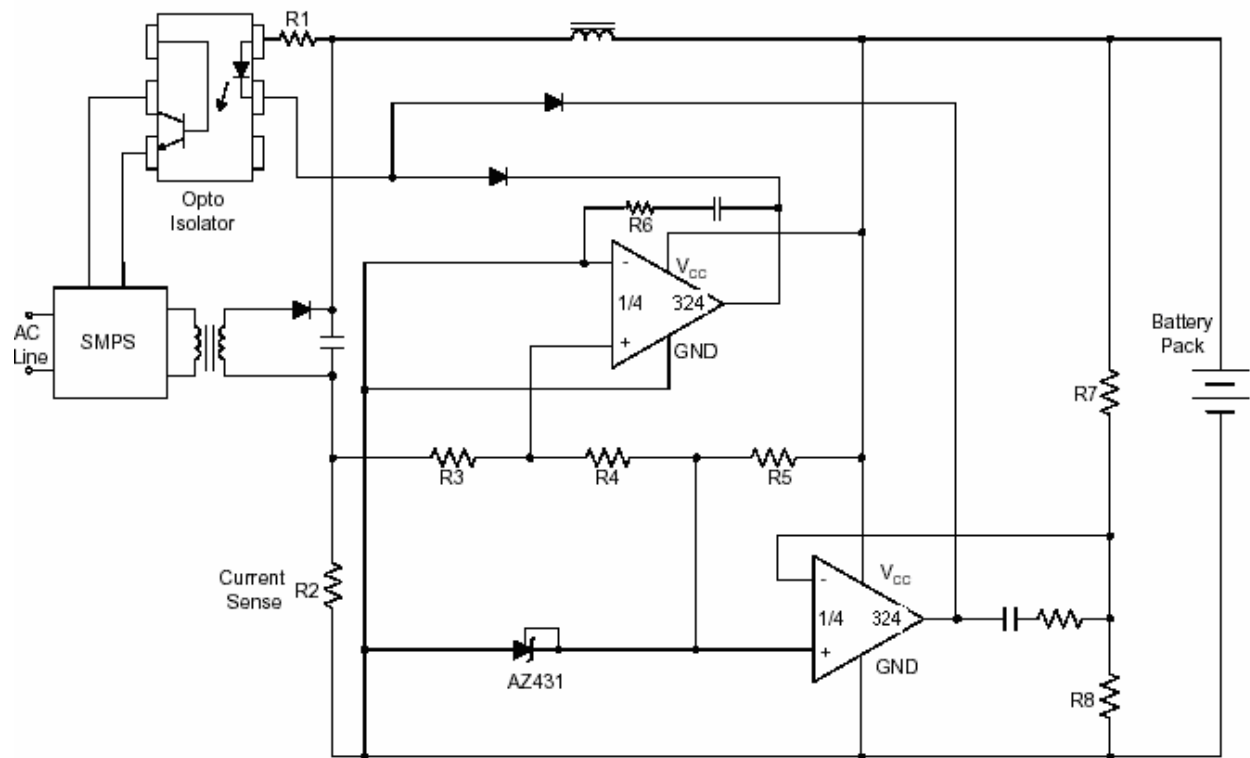 R1
Opto
Isolator
R6
-
VCC
1/4
324
+
GND
AC
Line
SMPS
Battery
Pack
R7
R3
R4
R5
Current
Sense
R2
-
VCC
1/4
324
+
GND
AZ431
R8